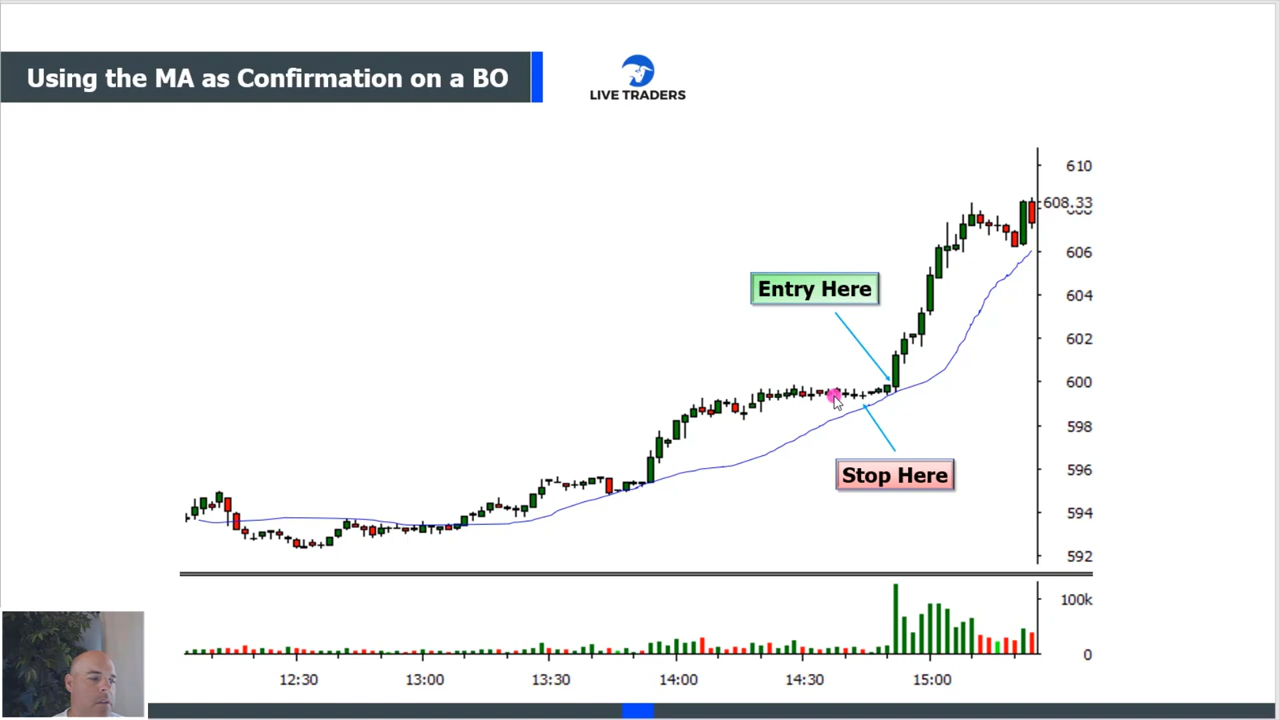 Using the MA as Confirmation on a BO
LIVE TRADERS
610
608.33
606
Entry Here
604
602
600
598
Stop Here
596
594
592
100k
0
12:30 13:00 13:30 14:00 14:30 15:00